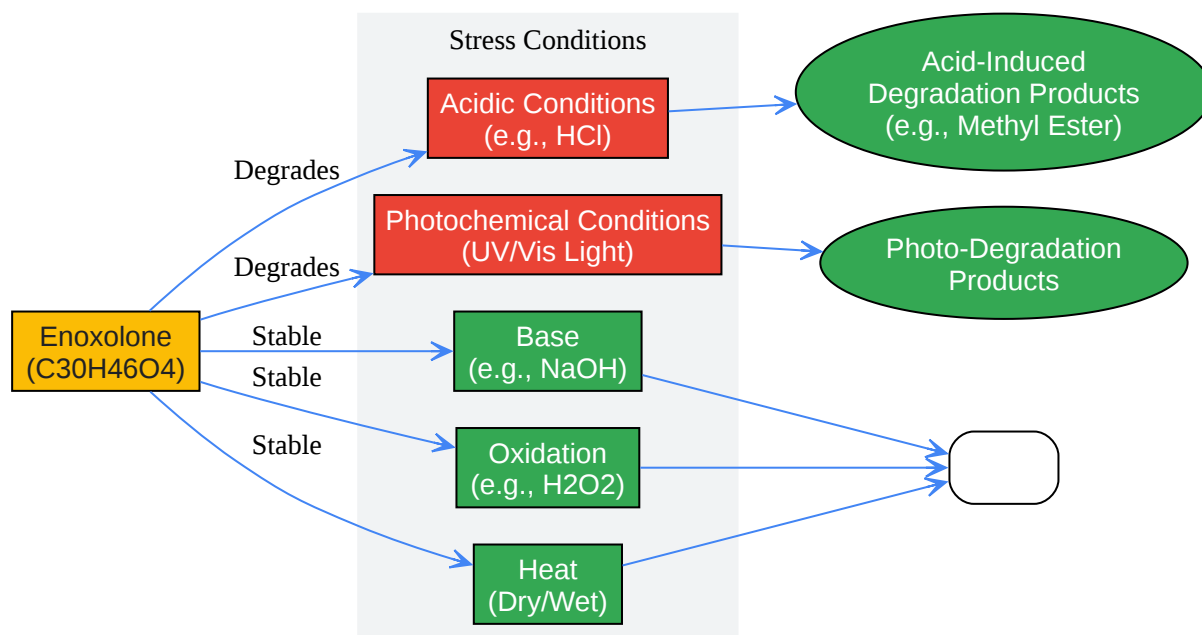 Stress Conditions
Acidic Conditions
(e.g., HCl)
Acid-Induced
Degradation Products
(e.g., Methyl Ester)
Degrades
Photochemical Conditions
(UV/Vis Light)
Photo-Degradation
Products
Degrades
Enoxolone
(C30H46O4)
Stable
Base
(e.g., NaOH)
Stable
Oxidation
(e.g., H2O2)
Stable
Heat
(Dry/Wet)